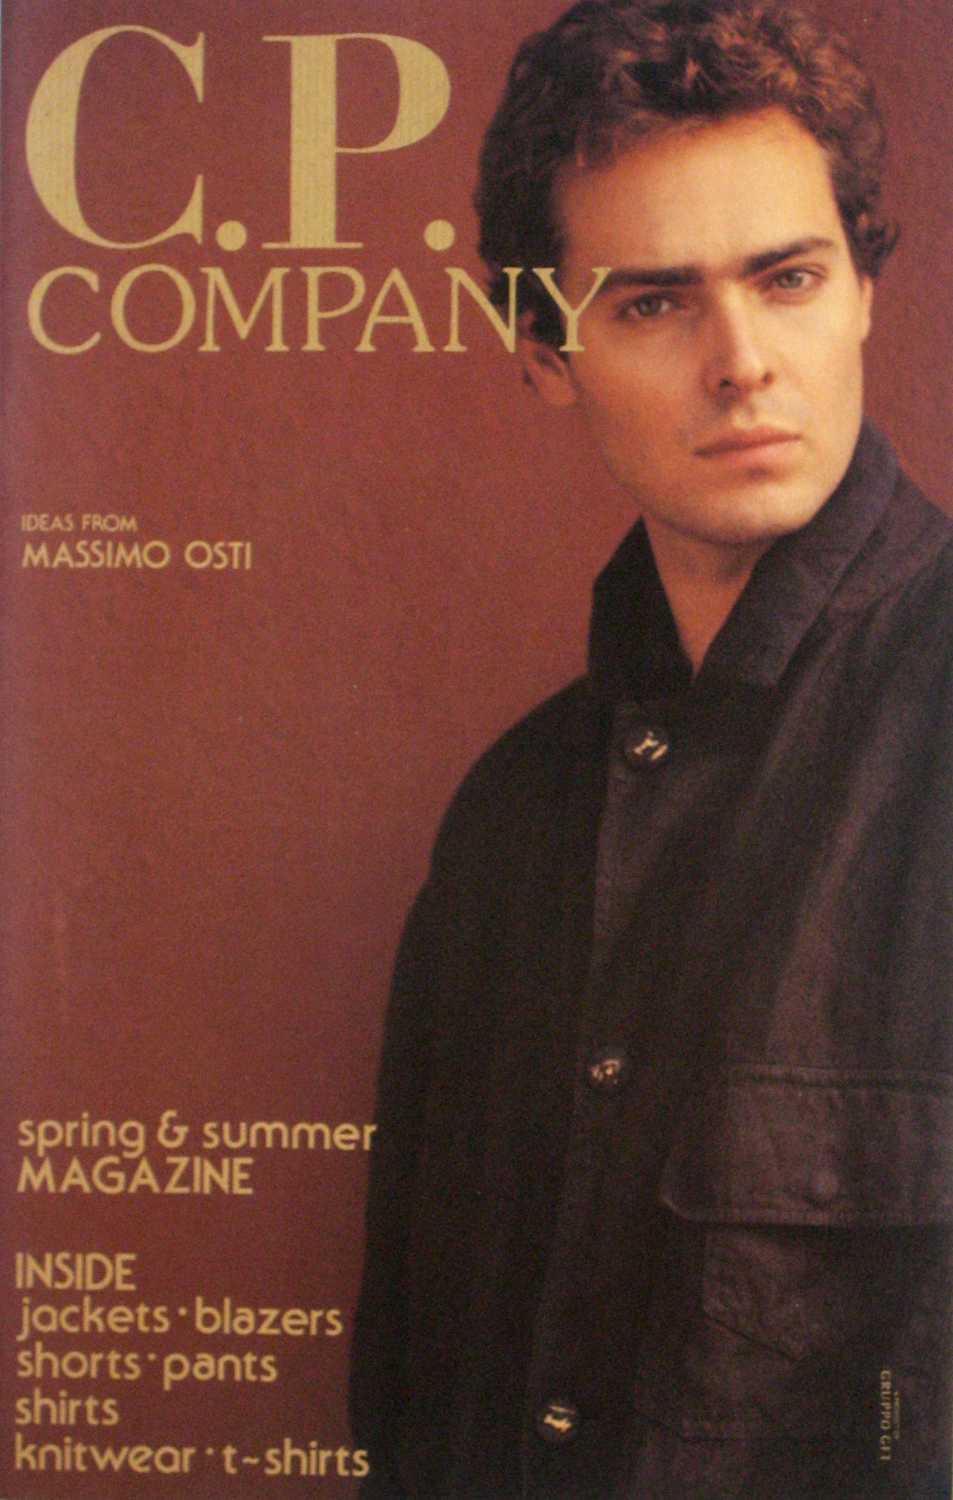 C.P.
COMPANY
IDEAS FROM
MASSIMO OSTI
spring & summer
MAGAZINE
INSIDE
jackets·blazers
shorts·pants
shirts
knitwear·t-shirts
GRUPPO GFT